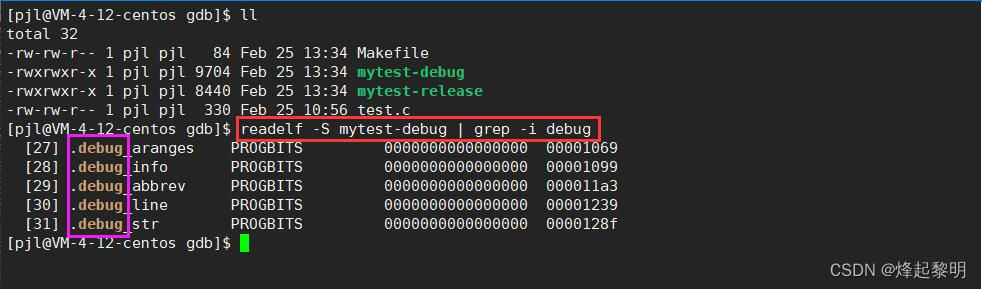 [pjl@VM-4-12-centos gdb]$ ll
total 32
-rw-rw-r-- 1 pjl pjl   84 Feb 25 13:34 Makefile
-rwxrwxr-x 1 pjl pjl 9704 Feb 25 13:34 mytest-debug
-rwxrwxr-x 1 pjl pjl 8440 Feb 25 13:34 mytest-release
-rw-rw-r-- 1 pjl pjl  330 Feb 25 10:56 test.c
[pjl@VM-4-12-centos gdb]$ readelf -S mytest-debug | grep -i debug
  [27] .debug_aranges    PROGBITS         0000000000000000  00001069
  [28] .debug_info       PROGBITS         0000000000000000  00001099
  [29] .debug_abbrev     PROGBITS         0000000000000000  000011a3
  [30] .debug_line       PROGBITS         0000000000000000  00001239
  [31] .debug_str        PROGBITS         0000000000000000  0000128f
[pjl@VM-4-12-centos gdb]$
CSDN @烽起黎明